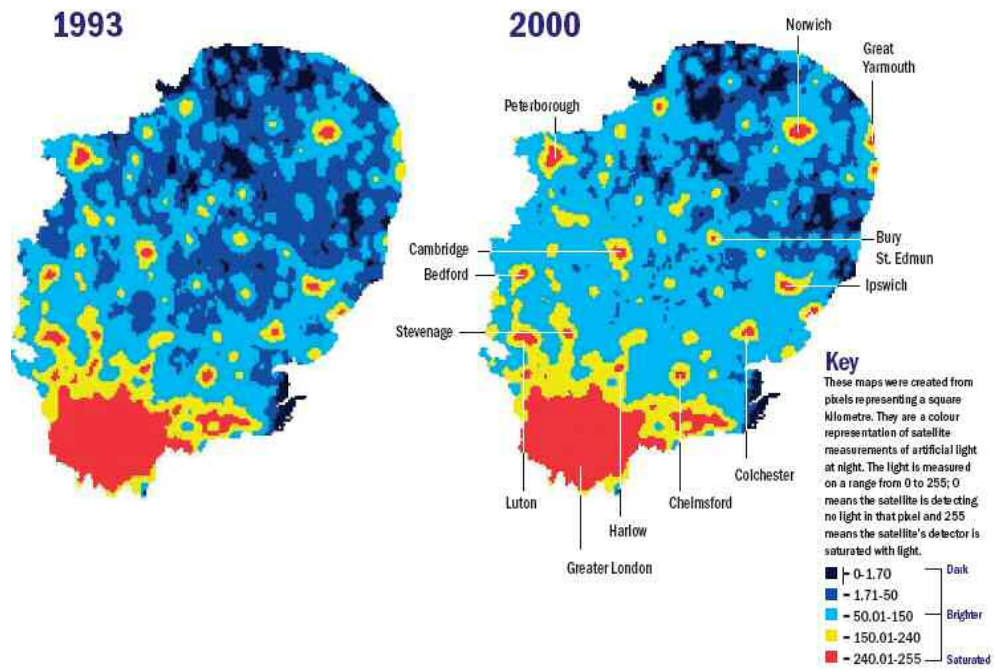 1993
2000
Norwich
Great
Yarmouth
Peterborough
Cambridge
Bedford
Bury
St. Edmun
Ipswich
Stevenage
Luton
Harlow
Chelmsford
Colchester
Greater London
Key
These maps were created from
pixels representing a square
kilometre. They are a colour
representation of satellite
measurements of artificial light
at night. The light is measured
on a range from 0 to 255; 0
means the satellite is detecting
no light in that pixel and 255
means the satellite's detector is
saturated with light.
- 0-1.70 Dark
- 1.71-50
- 50.01-150 Brighter
- 150.01-240
- 240.01-255 Saturated